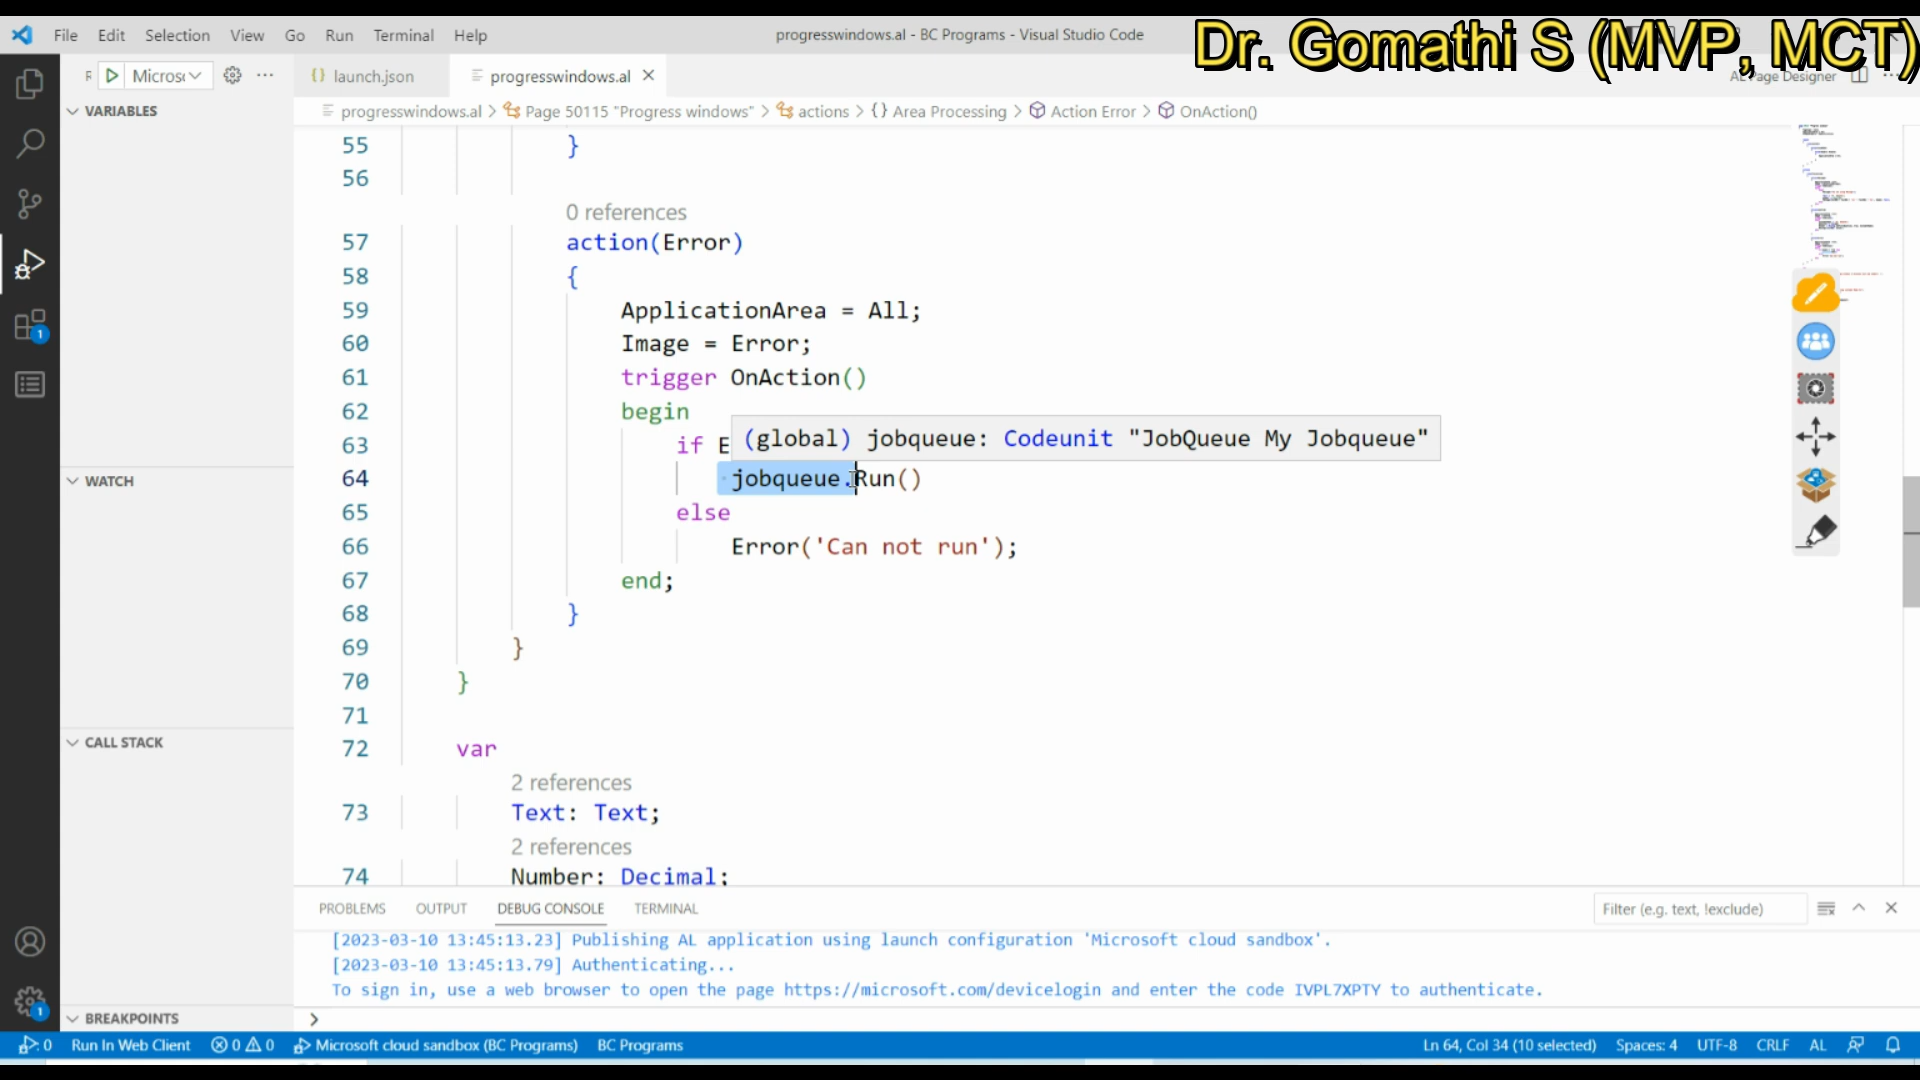 File Edit Selection View Go Run Terminal Help
progresswindows.al - BC Programs - Visual Studio Code
Dr. Gomathi S (MVP, MCT)
launch.json
progresswindows.al
AL Page Designer
VARIABLES
progresswindows.al > Page 50115 "Progress windows" > actions > {} Area Processing > Action Error > OnAction()
55 }
56
0 references
57 action(Error)
58 {
59 ApplicationArea = All;
60 Image = Error;
61 trigger OnAction()
62 begin
(global) jobqueue: Codeunit "JobQueue My Jobqueue"
63 if E
64 jobqueue.Run()
65 else
66 Error('Can not run');
67 end;
68 }
69 }
70 }
71
72 var
2 references
73 Text: Text;
2 references
74 Number: Decimal;
WATCH
CALL STACK
BREAKPOINTS
PROBLEMS OUTPUT DEBUG CONSOLE TERMINAL
Filter (e.g. text, !exclude)
[2023-03-10 13:45:13.23] Publishing AL application using launch configuration 'Microsoft cloud sandbox'.
[2023-03-10 13:45:13.79] Authenticating...
To sign in, use a web browser to open the page https://microsoft.com/devicelogin and enter the code IVPL7XPTY to authenticate.
>
0 Run In Web Client 0 0 Microsoft cloud sandbox (BC Programs) BC Programs
Ln 64, Col 34 (10 selected) Spaces: 4 UTF-8 CRLF AL